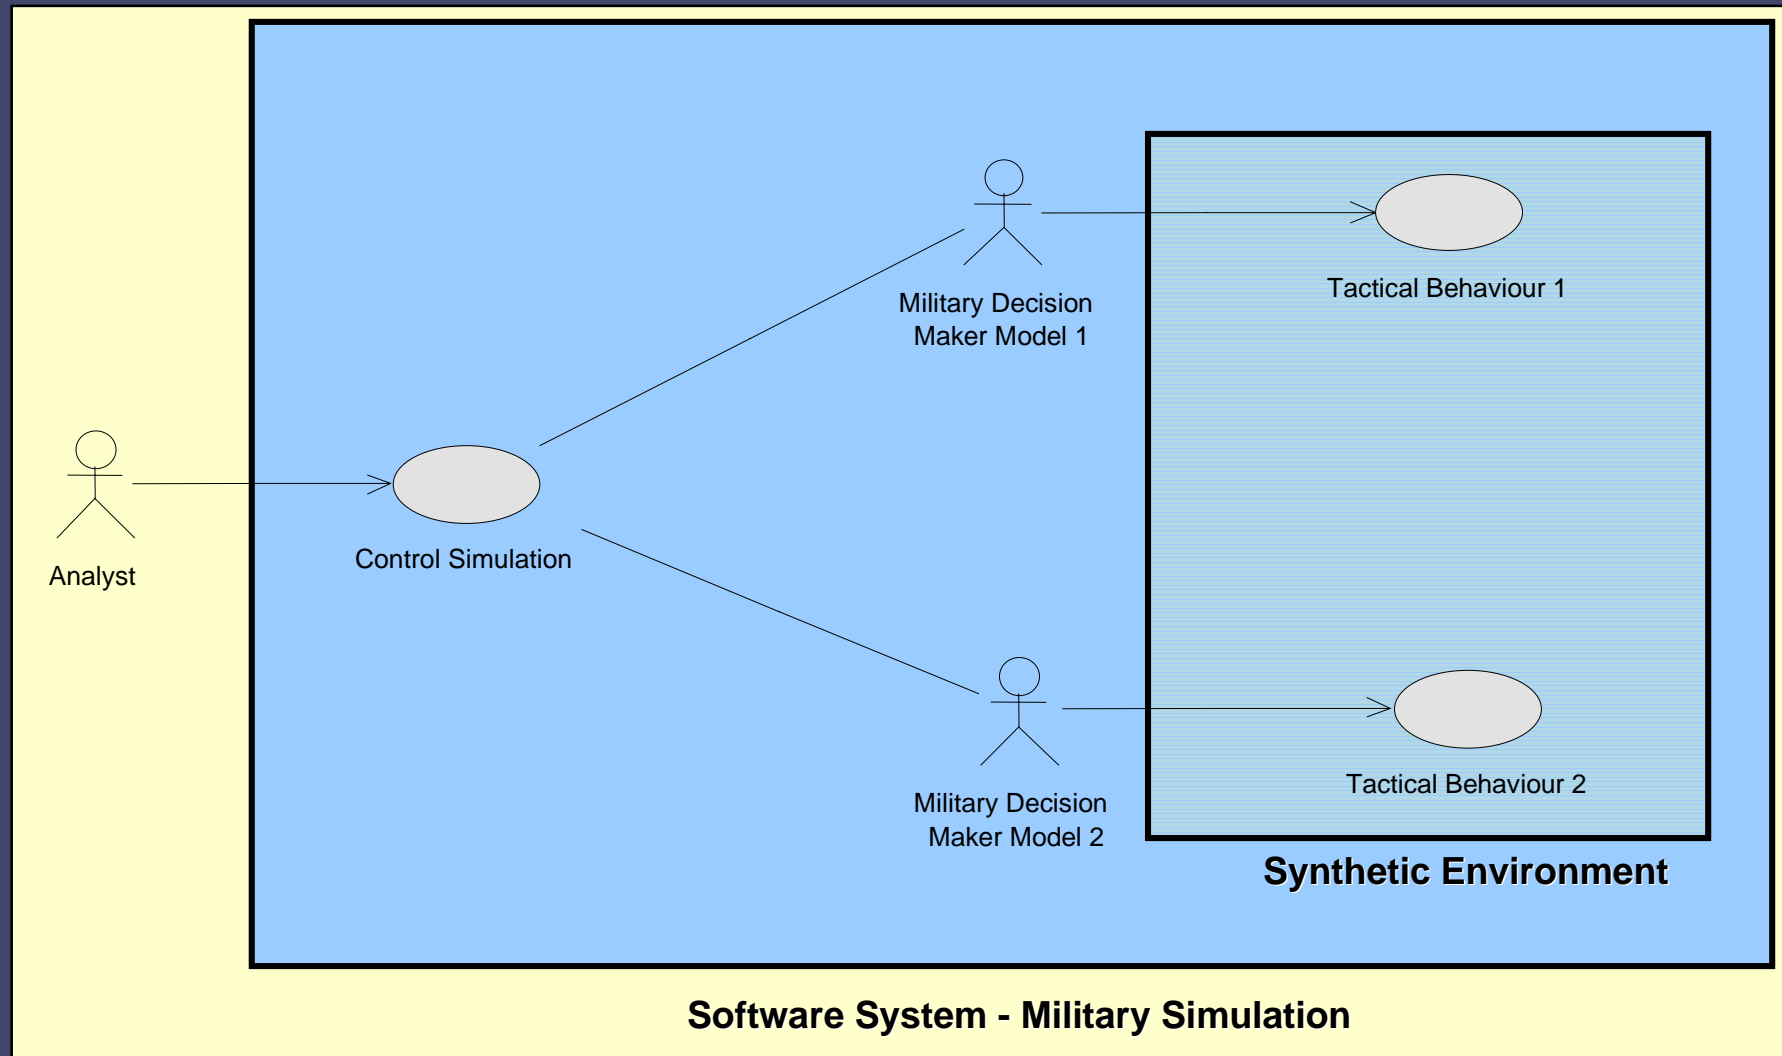 Military Decision
Maker Model 1
Tactical Behaviour 1
Analyst
Control Simulation
Military Decision
Maker Model 2
Tactical Behaviour 2
Synthetic Environment
Software System - Military Simulation